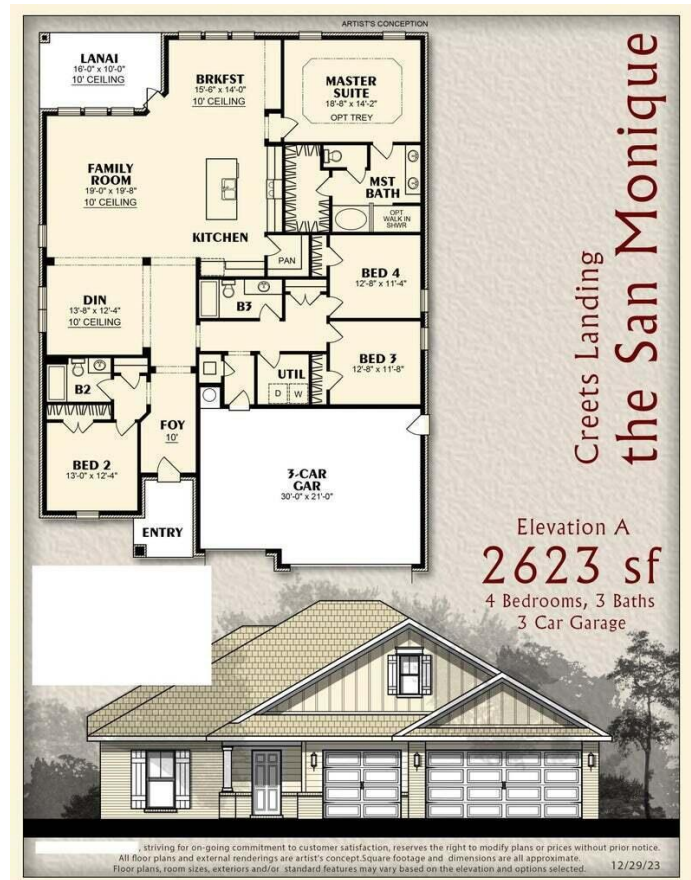 ARTIST'S CONCEPTION
LANAI
16'-0" x 10'-0"
10' CEILING
BRKFST
15'-6" x 14'-0"
10' CEILING
MASTER
SUITE
18'-8" x 14'-2"
OPT TREY
FAMILY
ROOM
19'-0" x 19'-8"
10' CEILING
MST
BATH
OPT
WALK IN
SHWR
KITCHEN
PAN
BED 4
12'-8" x 11'-4"
DIN
13'-8" x 12'-4"
10' CEILING
B3
BED 3
12'-8" x 11'-8"
UTIL
D W
B2
FOY
10'
BED 2
13'-0" x 12'-4"
3-CAR
GAR
30'-0" x 21'-0"
ENTRY
Creets Landing
the San Monique
Elevation A
2623 sf
4 Bedrooms, 3 Baths
3 Car Garage
, striving for on-going commitment to customer satisfaction, reserves the right to modify plans or prices without prior notice.
All floor plans and external renderings are artist's concept.Square footage and dimensions are all approximate.
Floor plans, room sizes, exteriors and/or standard features may vary based on the elevation and options selected.
12/29/23